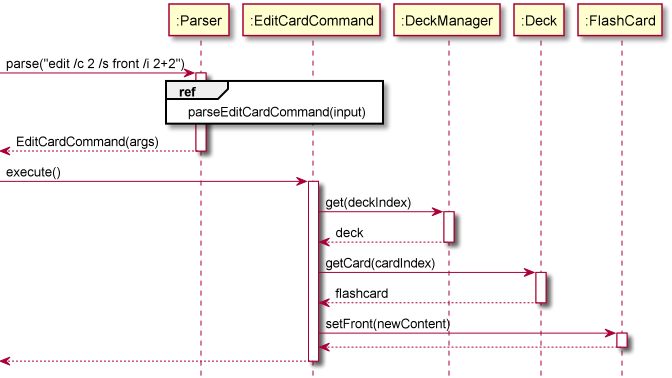 :Parser
:EditCardCommand
:DeckManager
:Deck
:FlashCard
parse("edit /c 2 /s front /i 2+2")
ref
parseEditCardCommand(input)
EditCardCommand(args)
execute()
get(deckIndex)
deck
getCard(cardIndex)
flashcard
setFront(newContent)